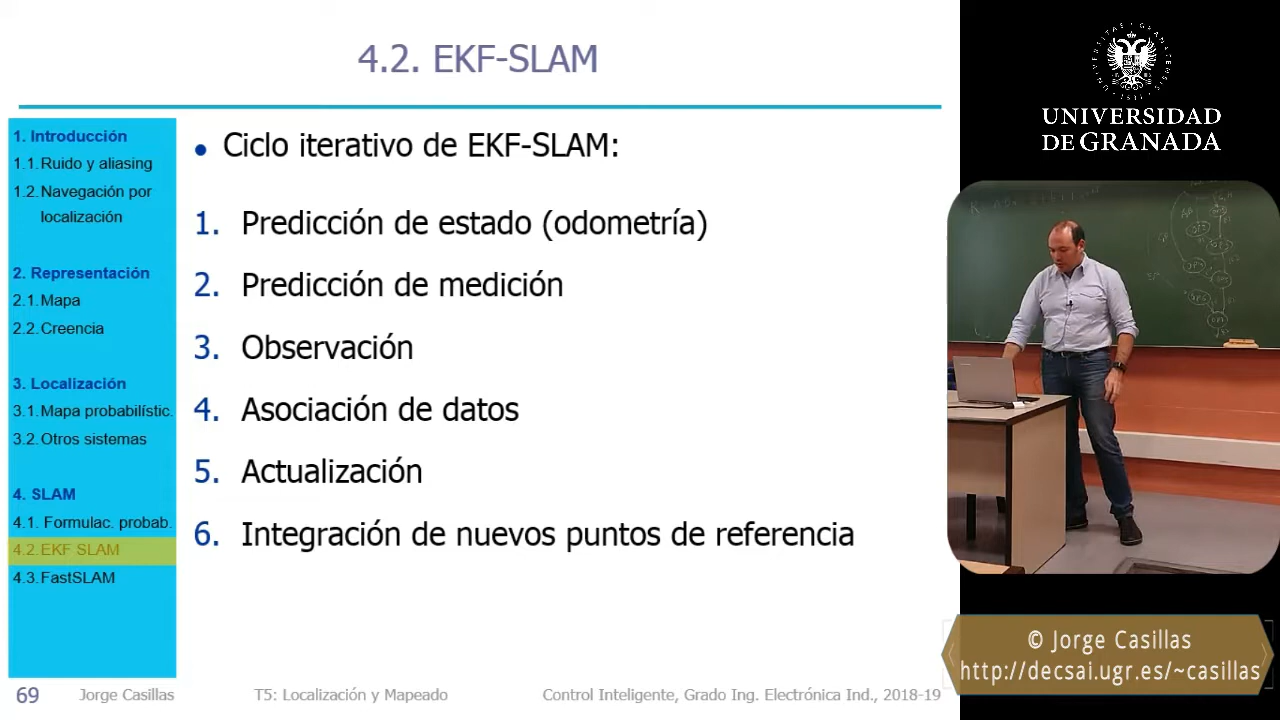 4.2. EKF-SLAM
1. Introducción
1.1. Ruido y aliasing
1.2. Navegación por
localización
2. Representación
2.1. Mapa
2.2. Creencia
3. Localización
3.1. Mapa probabilístic.
3.2. Otros sistemas
4. SLAM
4.1. Formulac. probab.
4.2. EKF SLAM
4.3. FastSLAM
• Ciclo iterativo de EKF-SLAM:
1. Predicción de estado (odometría)
2. Predicción de medición
3. Observación
4. Asociación de datos
5. Actualización
6. Integración de nuevos puntos de referencia
69
Jorge Casillas
T5: Localización y Mapeado
Control Inteligente, Grado Ing. Electrónica Ind., 2018-19
UNIVERSIDAD
DE GRANADA
© Jorge Casillas
http://decsai.ugr.es/~casillas